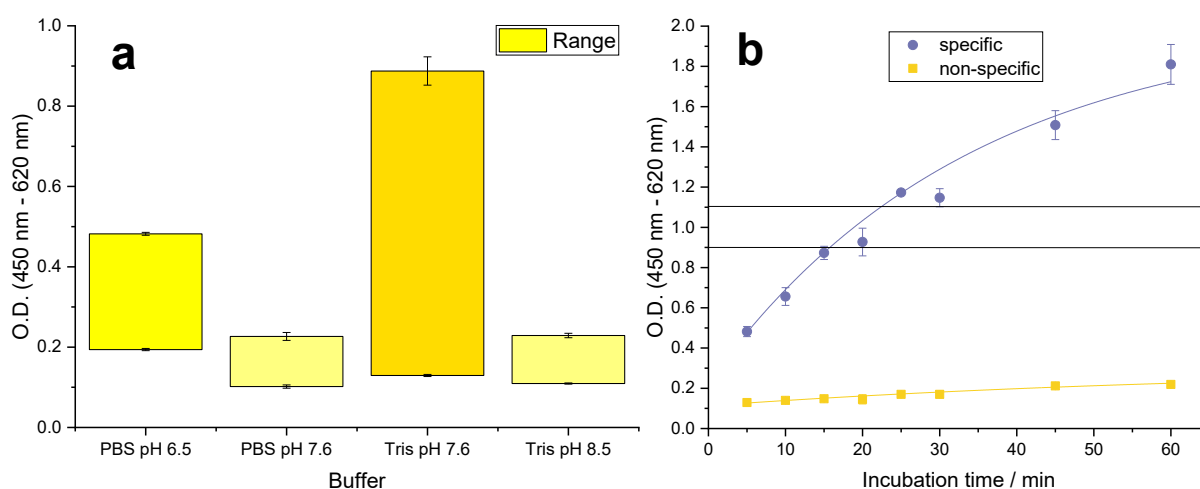 a
Range
O.D. (450 nm - 620 nm)
1.0
0.8
0.6
0.4
0.2
0.0
PBS pH 6.5 PBS pH 7.6 Tris pH 7.6 Tris pH 8.5
Buffer
b
specific
non-specific
O.D. (450 nm - 620 nm)
2.0
1.8
1.6
1.4
1.2
1.0
0.8
0.6
0.4
0.2
0.0
0 10 20 30 40 50 60
Incubation time / min